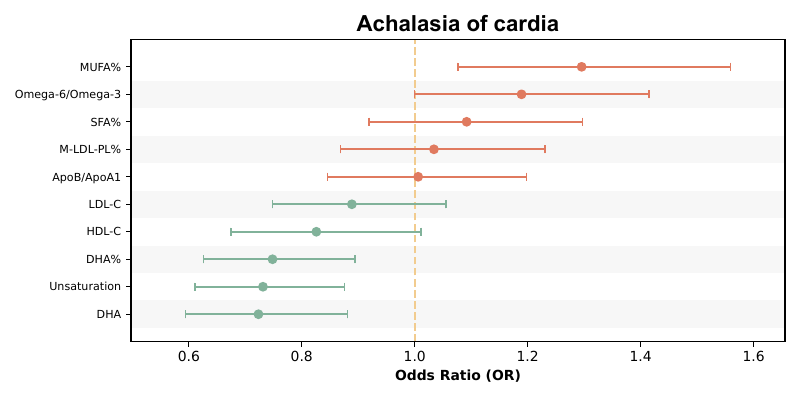 Achalasia of cardia
MUFA%
Omega-6/Omega-3
SFA%
M-LDL-PL%
ApoB/ApoA1
LDL-C
HDL-C
DHA%
Unsaturation
DHA
0.6 0.8 1.0 1.2 1.4 1.6
Odds Ratio (OR)